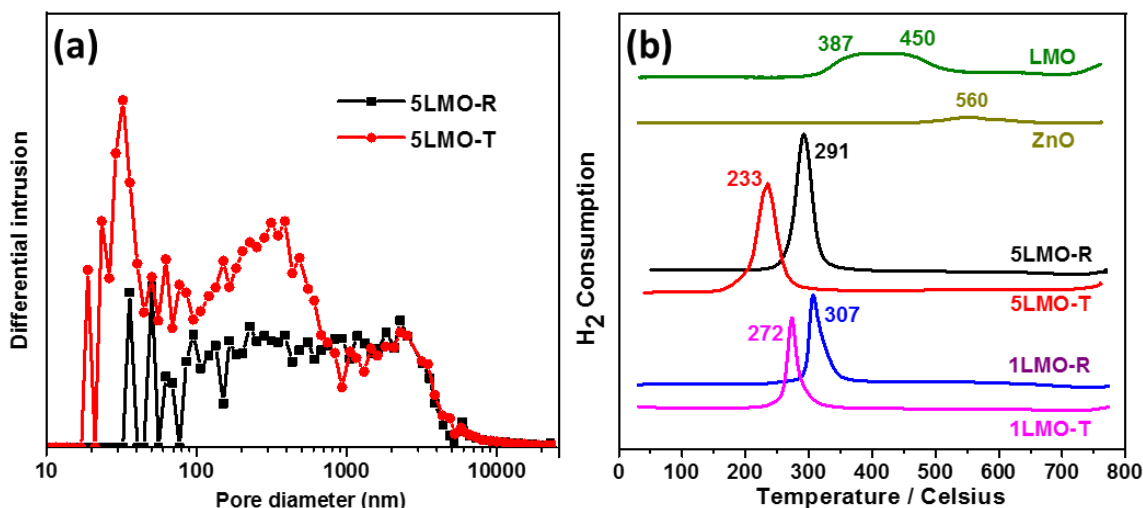 (a)
5LMO-R
5LMO-T
Differential intrusion
10
100
1000
10000
Pore diameter (nm)
(b)
387
450
LMO
560
ZnO
291
233
5LMO-R
5LMO-T
307
272
1LMO-R
1LMO-T
H2 Consumption
0
100
200
300
400
500
600
700
800
Temperature / Celsius